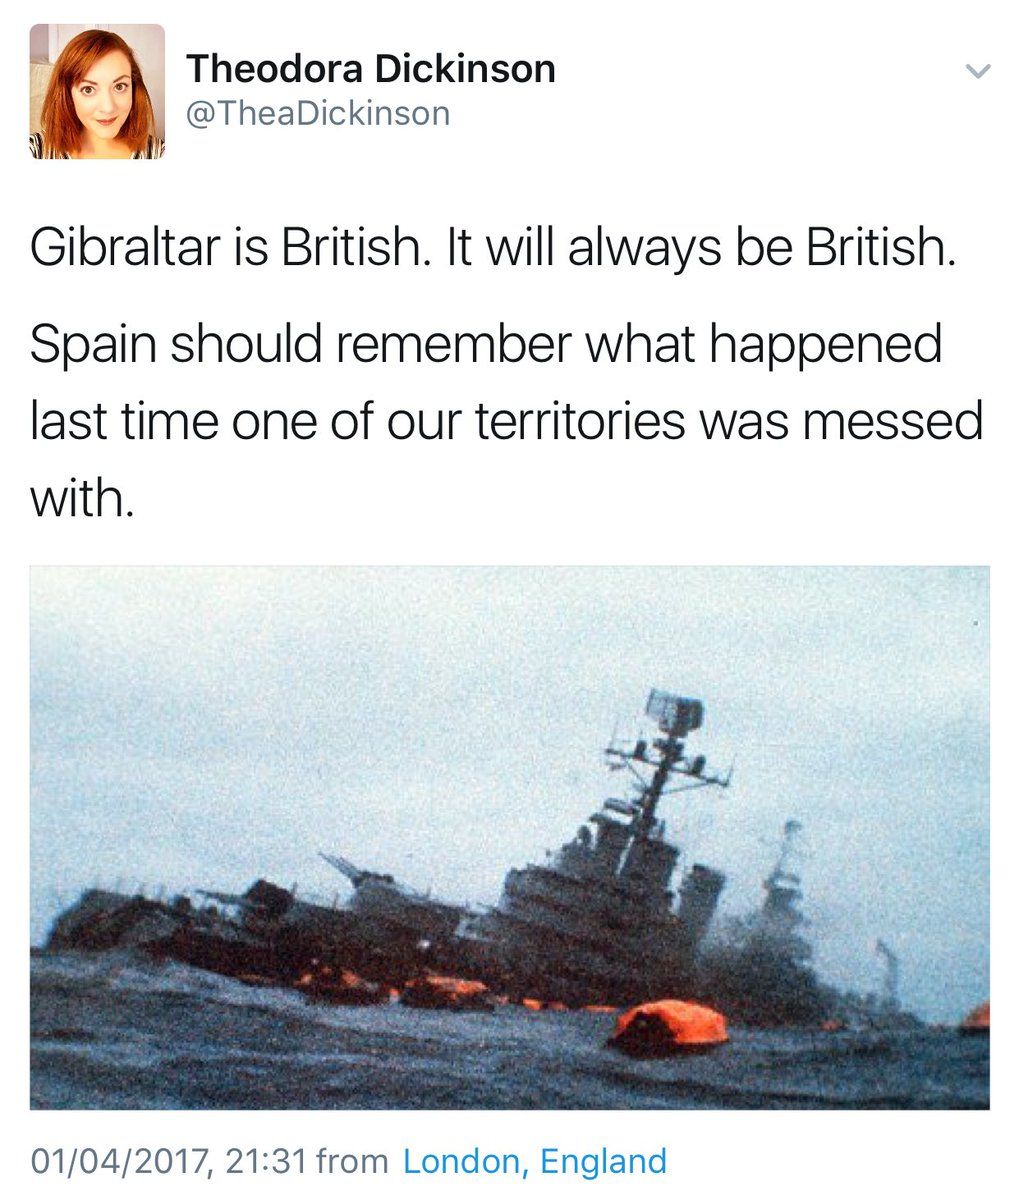 Theodora Dickinson
@TheaDickinson
Gibraltar is British. It will always be British.
Spain should remember what happened
last time one of our territories was messed
with.
01/04/2017, 21:31 from London, England